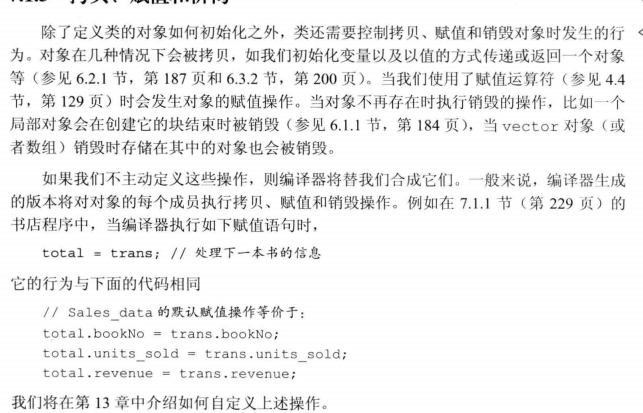 除了定义类的对象如何初始化之外，类还需要控制拷贝、赋值和销毁对象时发生的行
为。对象在几种情况下会被拷贝，如我们初始化变量以及以值的方式传递或返回一个对象
等（参见 6.2.1 节，第 187 页和 6.3.2 节，第 200 页）。当我们使用了赋值运算符（参见 4.4
节，第 129 页）时会发生对象的赋值操作。当对象不再存在时执行销毁的操作，比如一个
局部对象会在创建它的块结束时被销毁（参见 6.1.1 节，第 184 页），当 vector 对象（或
者数组）销毁时存储在其中的对象也会被销毁。
如果我们不主动定义这些操作，则编译器将替我们合成它们。一般来说，编译器生成
的版本将对对象的每个成员执行拷贝、赋值和销毁操作。例如在 7.1.1 节（第 229 页）的
书店程序中，当编译器执行如下赋值语句时，
total = trans; // 处理下一本书的信息
它的行为与下面的代码相同
// Sales_data 的默认赋值操作等价于：
total.bookNo = trans.bookNo;
total.units_sold = trans.units_sold;
total.revenue = trans.revenue;
我们将在第 13 章中介绍如何自定义上述操作。